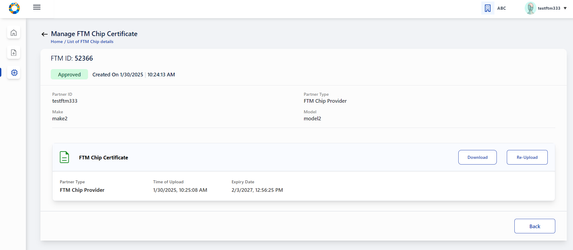 ABC
testftm333
Manage FTM Chip Certificate
Home / List of FTM Chip details
FTM ID: 52366
Approved Created On 1/30/2025 | 10:24:13 AM
Partner ID Partner Type
testftm333 FTM Chip Provider
Make Model
make2 model2
FTM Chip Certificate Download Re-Upload
Partner Type Time of Upload Expiry Date
FTM Chip Provider 1/30/2025, 10:25:08 AM 2/3/2027, 12:56:25 PM
Back